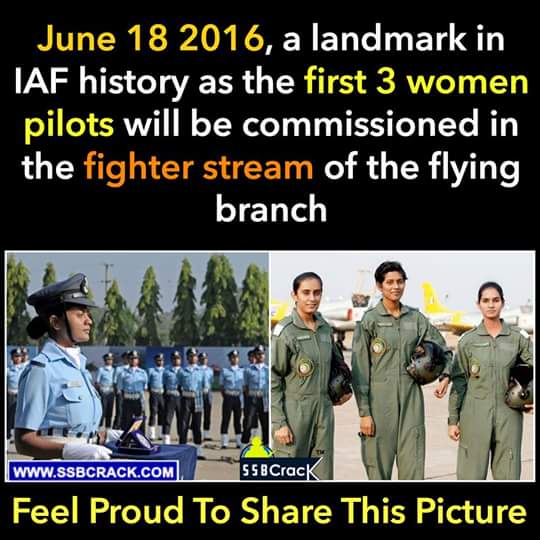 June 18 2016, a landmark in
IAF history as the first 3 women
pilots will be commissioned in
the fighter stream of the flying
branch
WWW.SSBCRACK.COM
SSBCrack
TM
Feel Proud To Share This Picture